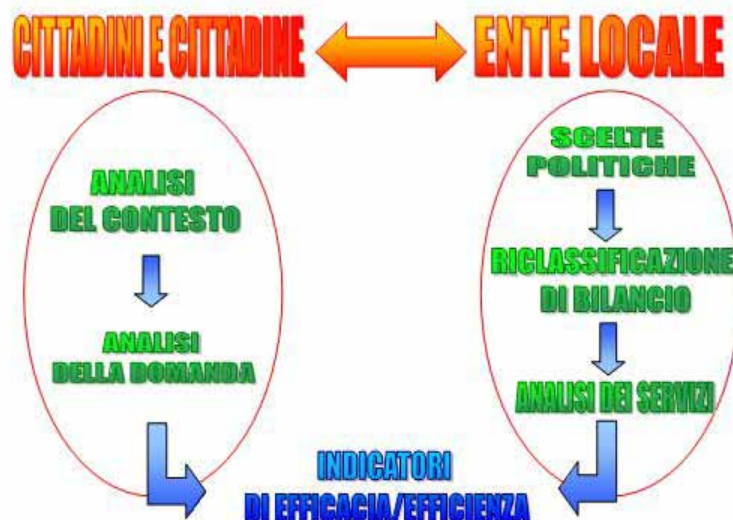 CITTADINI E CITTADINE
ENTE LOCALE
ANALISI
DEL CONTESTO
ANALISI
DELLA DOMANDA
SCELTE
POLITICHE
RICLASSIFICAZIONE
DI BILANCIO
ANALISI DEI SERVIZI
INDICATORI
DI EFFICACIA/EFFICIENZA